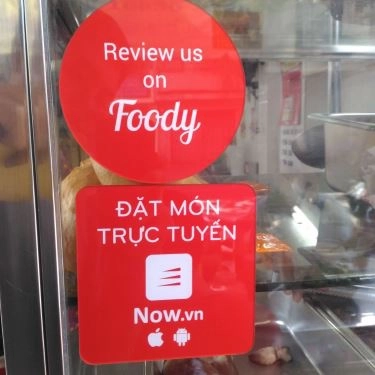 Review us
on
Foody
ĐẶT MÓN
TRỰC TUYẾN
Now.vn